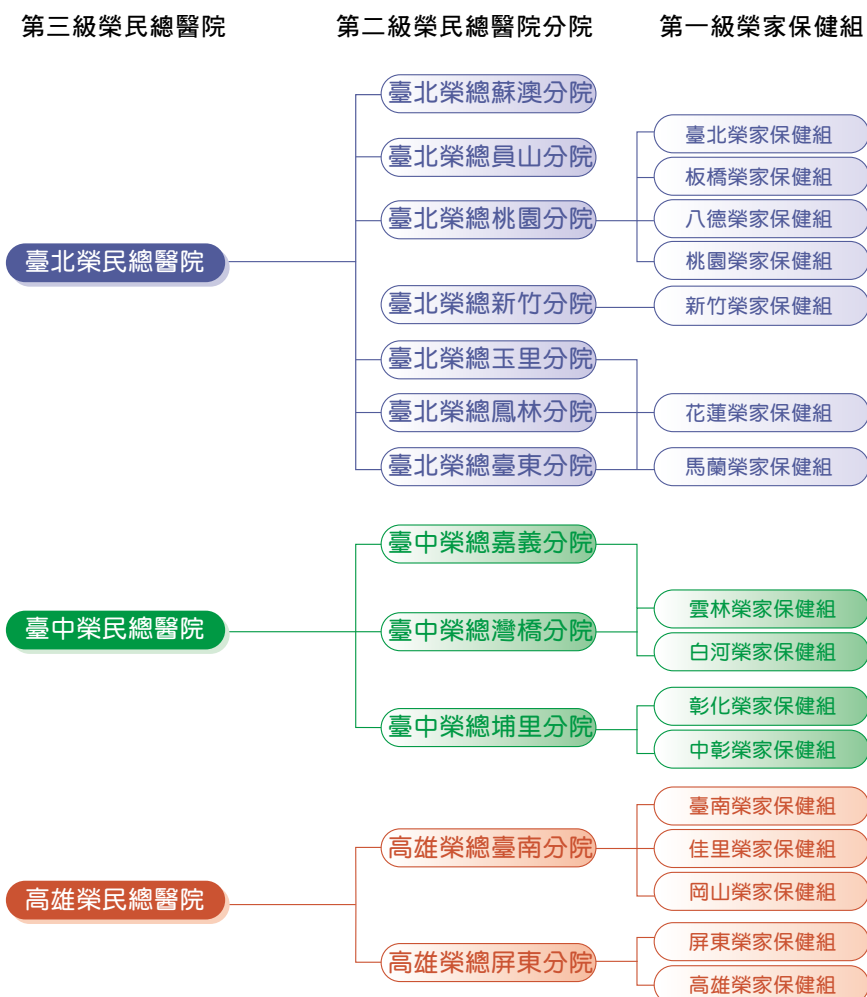 第三級榮民總醫院
第二級榮民總醫院分院
第一級榮家保健組
臺北榮民總醫院
臺北榮總蘇澳分院
臺北榮總員山分院
臺北榮總桃園分院
臺北榮家保健組
板橋榮家保健組
八德榮家保健組
桃園榮家保健組
臺北榮總新竹分院
新竹榮家保健組
臺北榮總玉里分院
臺北榮總鳳林分院
臺北榮總臺東分院
花蓮榮家保健組
馬蘭榮家保健組
臺中榮民總醫院
臺中榮總嘉義分院
臺中榮總灣橋分院
雲林榮家保健組
白河榮家保健組
臺中榮總埔里分院
彰化榮家保健組
中彰榮家保健組
高雄榮民總醫院
高雄榮總臺南分院
臺南榮家保健組
佳里榮家保健組
岡山榮家保健組
高雄榮總屏東分院
屏東榮家保健組
高雄榮家保健組